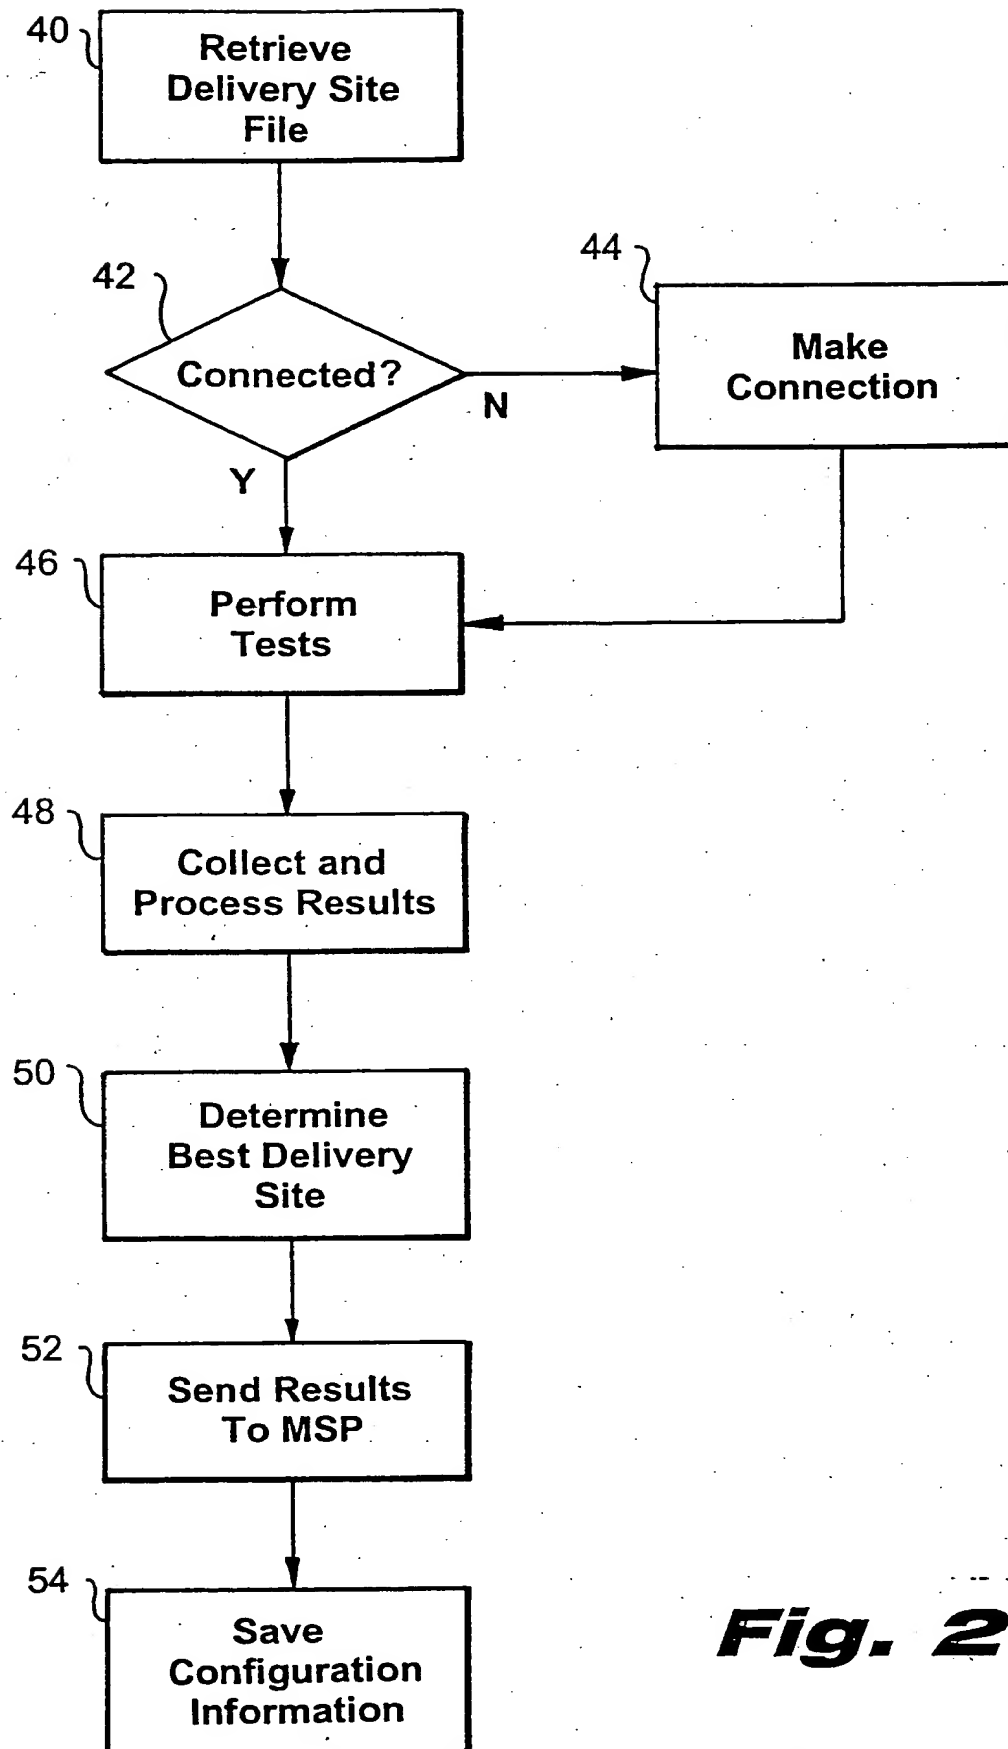 40
Retrieve
Delivery Site
File
42
Connected?
N
Y
44
Make
Connection
46
Perform
Tests
48
Collect and
Process Results
50
Determine
Best Delivery
Site
52
Send Results
To MSP
54
Save
Configuration
Information
Fig. 2